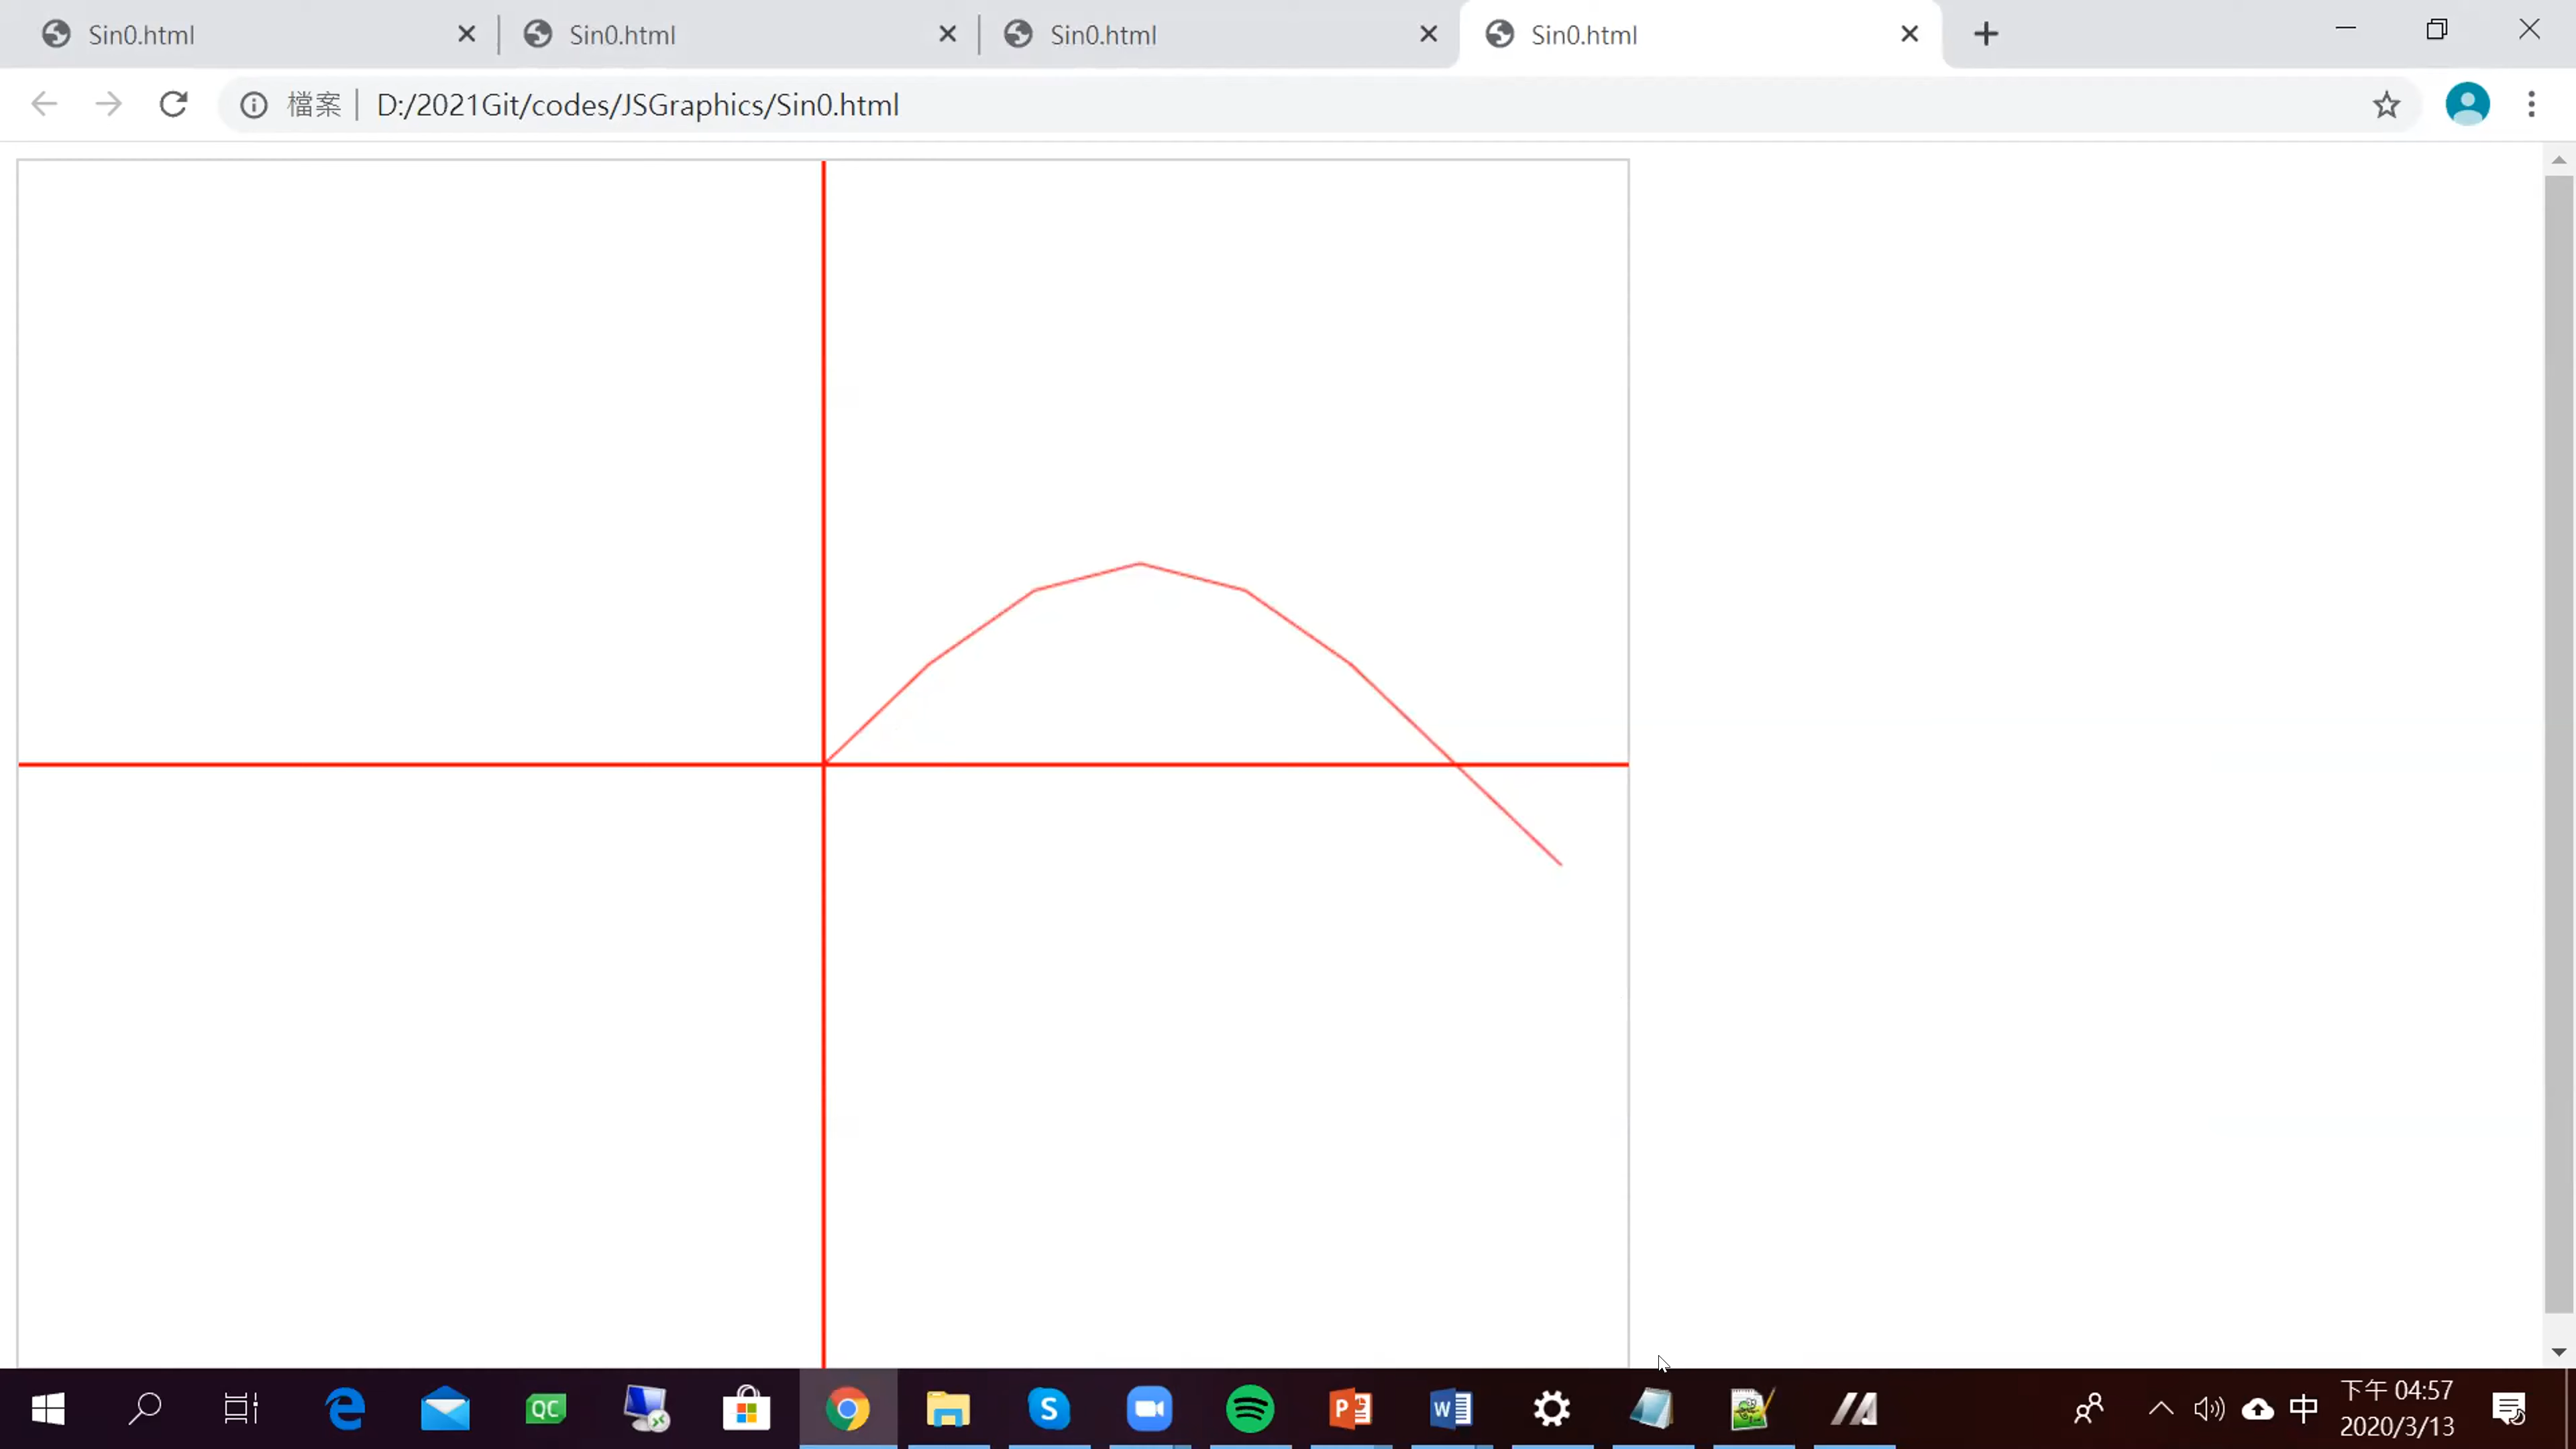 Sin0.html
Sin0.html
Sin0.html
Sin0.html
檔案 D:/2021Git/codes/JSGraphics/Sin0.html
QC
S
P
W
中
下午 04:57
2020/3/13